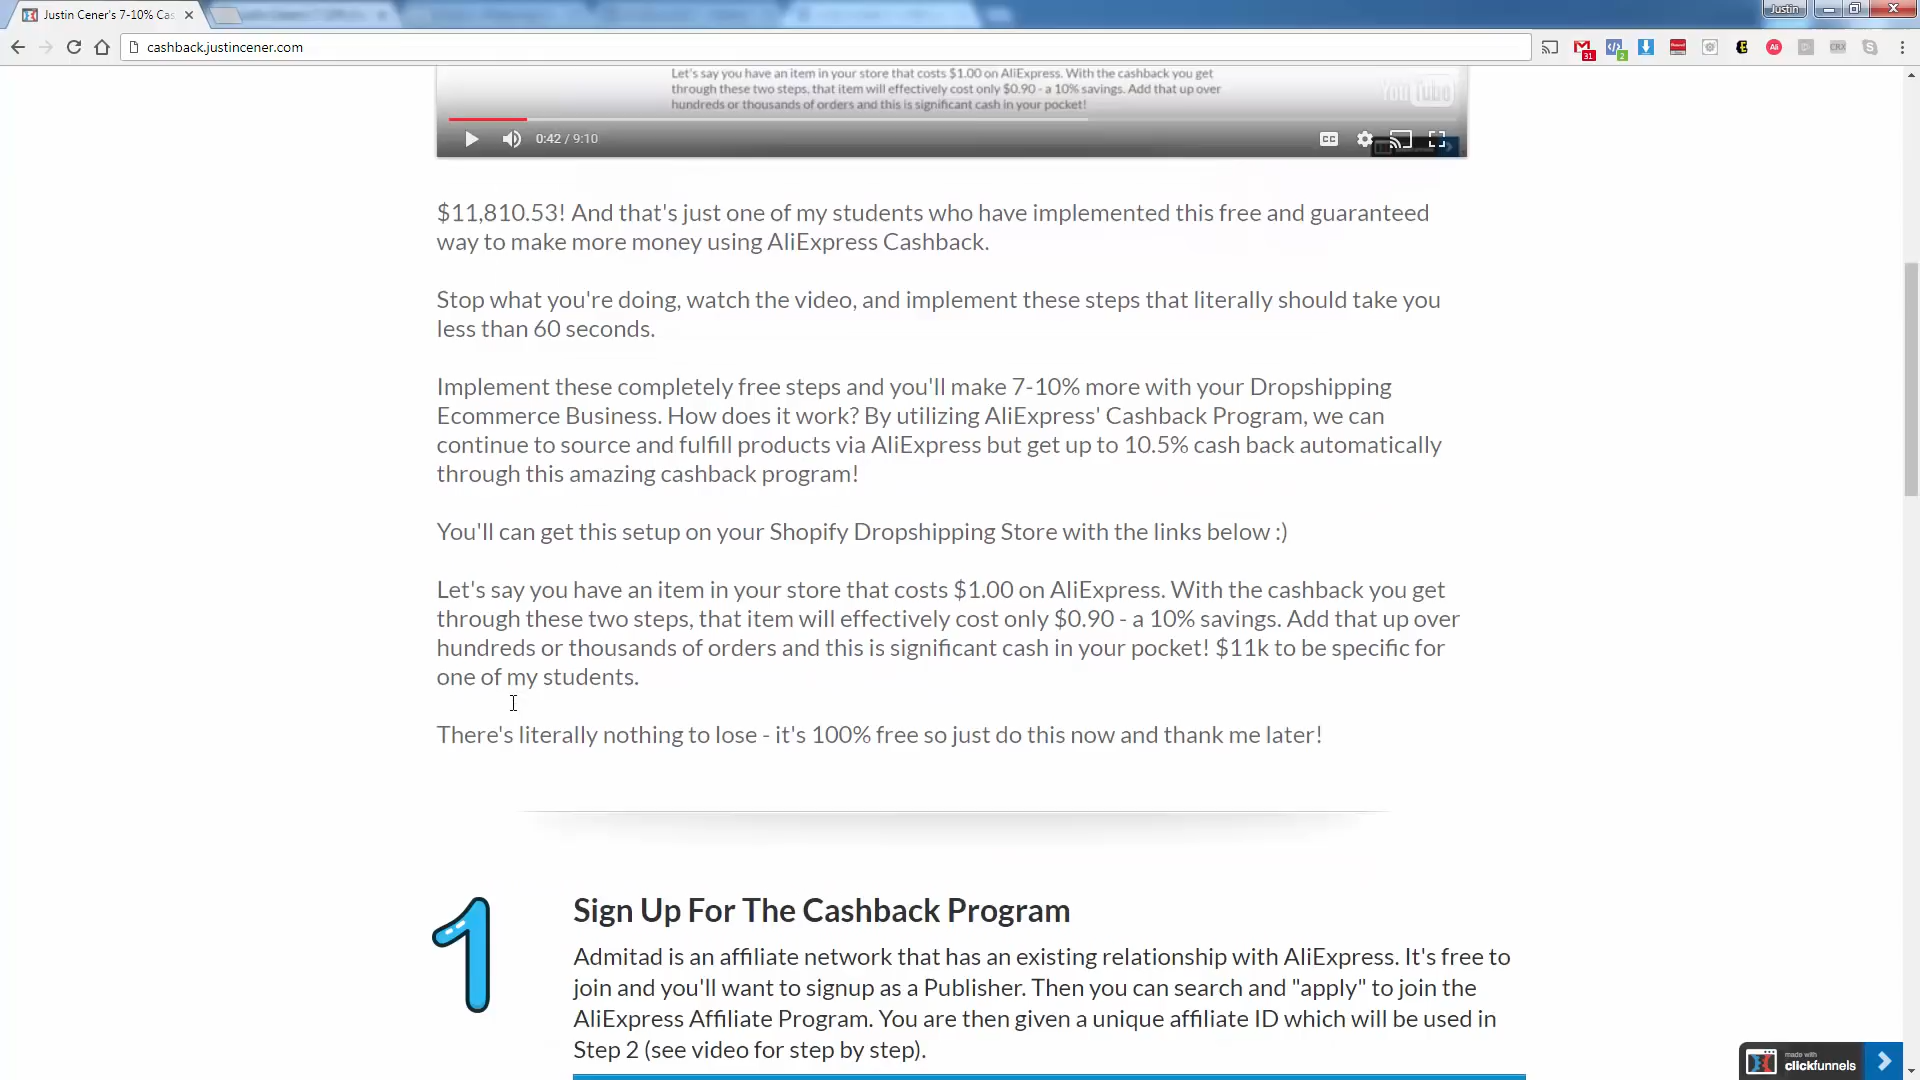 Justin Cener's 7-10% Cas
Justin
cashback.justincener.com
31
2
Ali
CRX
Let's say you have an item in your store that costs $1.00 on AliExpress. With the cashback you get
through these two steps, that item will effectively cost only $0.90 - a 10% savings. Add that up over
hundreds or thousands of orders and this is significant cash in your pocket!
YouTube
0:42 / 9:10
CC
$11,810.53! And that's just one of my students who have implemented this free and guaranteed
way to make more money using AliExpress Cashback.
Stop what you're doing, watch the video, and implement these steps that literally should take you
less than 60 seconds.
Implement these completely free steps and you'll make 7-10% more with your Dropshipping
Ecommerce Business. How does it work? By utilizing AliExpress' Cashback Program, we can
continue to source and fulfill products via AliExpress but get up to 10.5% cash back automatically
through this amazing cashback program!
You'll can get this setup on your Shopify Dropshipping Store with the links below :)
Let's say you have an item in your store that costs $1.00 on AliExpress. With the cashback you get
through these two steps, that item will effectively cost only $0.90 - a 10% savings. Add that up over
hundreds or thousands of orders and this is significant cash in your pocket! $11k to be specific for
one of my students.
There's literally nothing to lose - it's 100% free so just do this now and thank me later!
1
Sign Up For The Cashback Program
Admitad is an affiliate network that has an existing relationship with AliExpress. It's free to
join and you'll want to signup as a Publisher. Then you can search and "apply" to join the
AliExpress Affiliate Program. You are then given a unique affiliate ID which will be used in
Step 2 (see video for step by step).
made with
clickfunnels